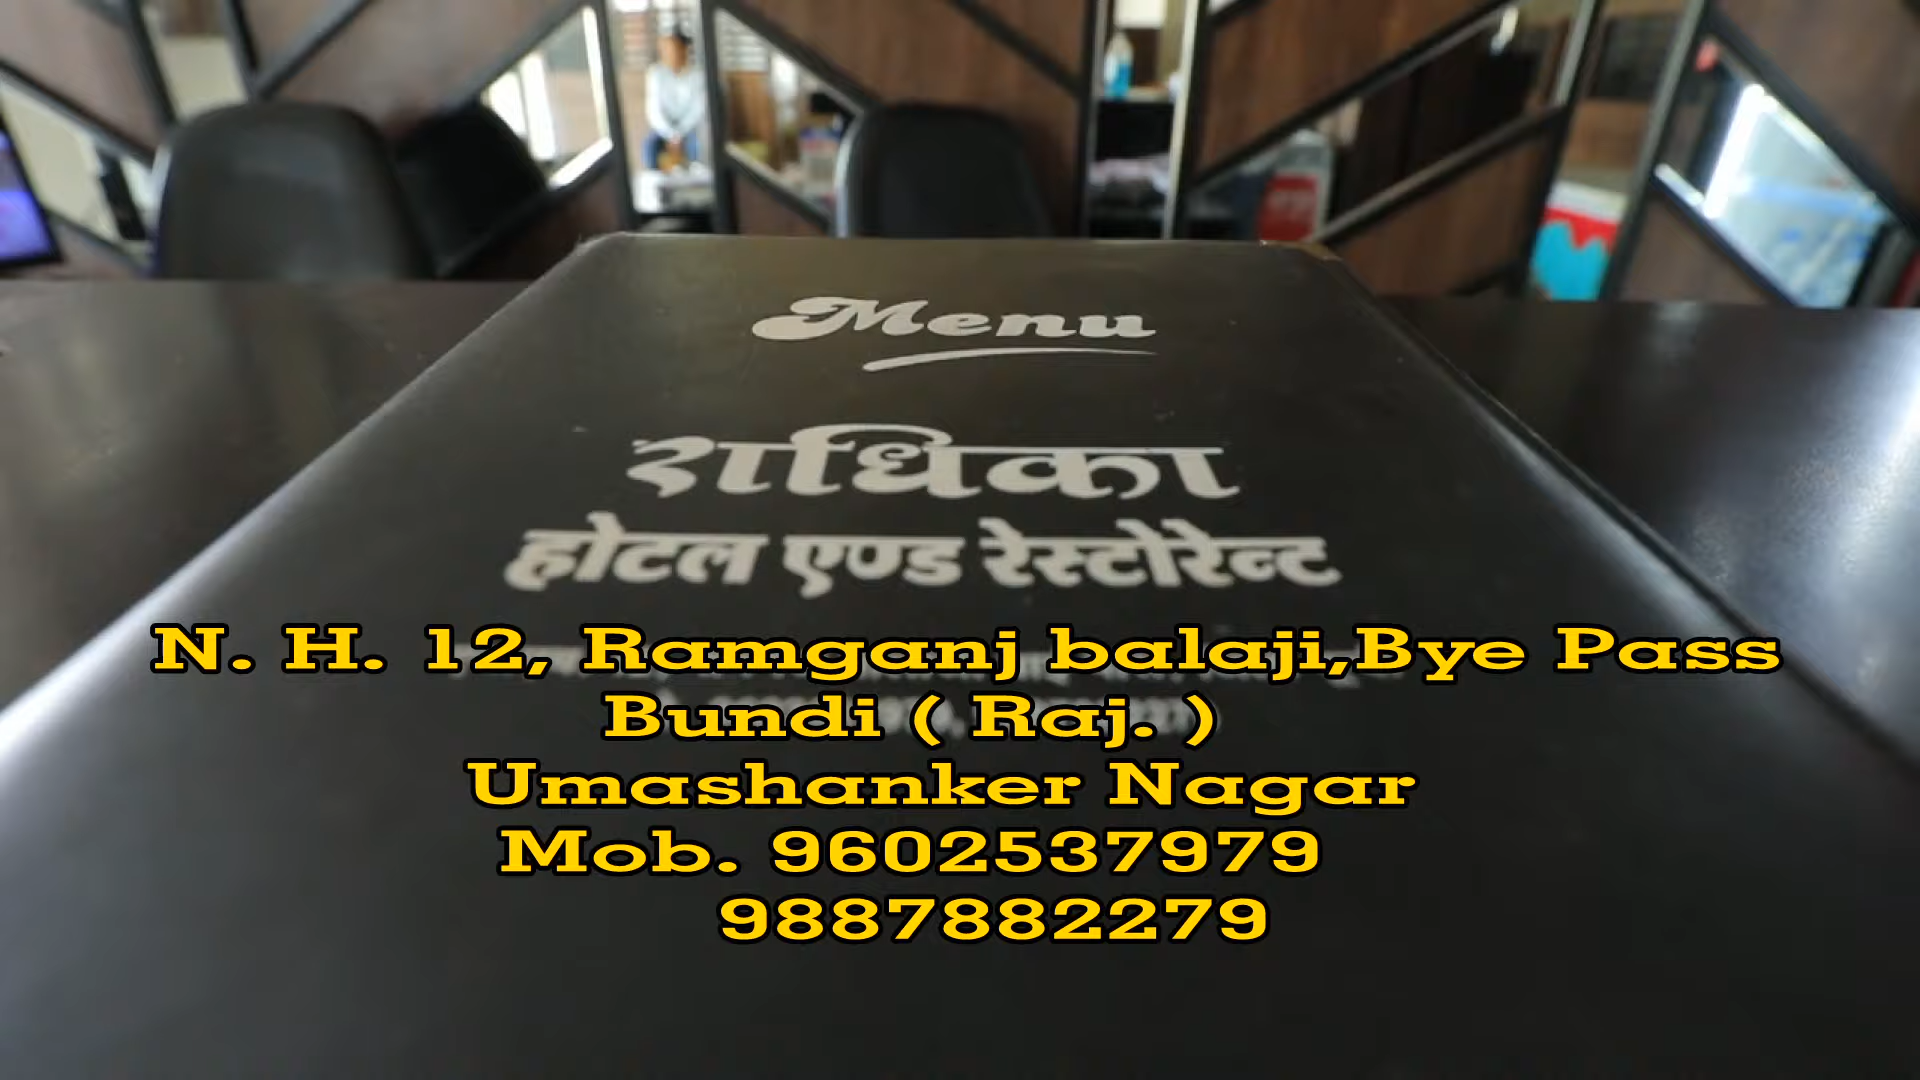 Menu
राधिका
होटल एण्ड रेस्टोरेन्ट
N. H. 12, Ramganj balaji,Bye Pass
Bundi ( Raj. )
Umashanker Nagar
Mob. 9602537979
9887882279